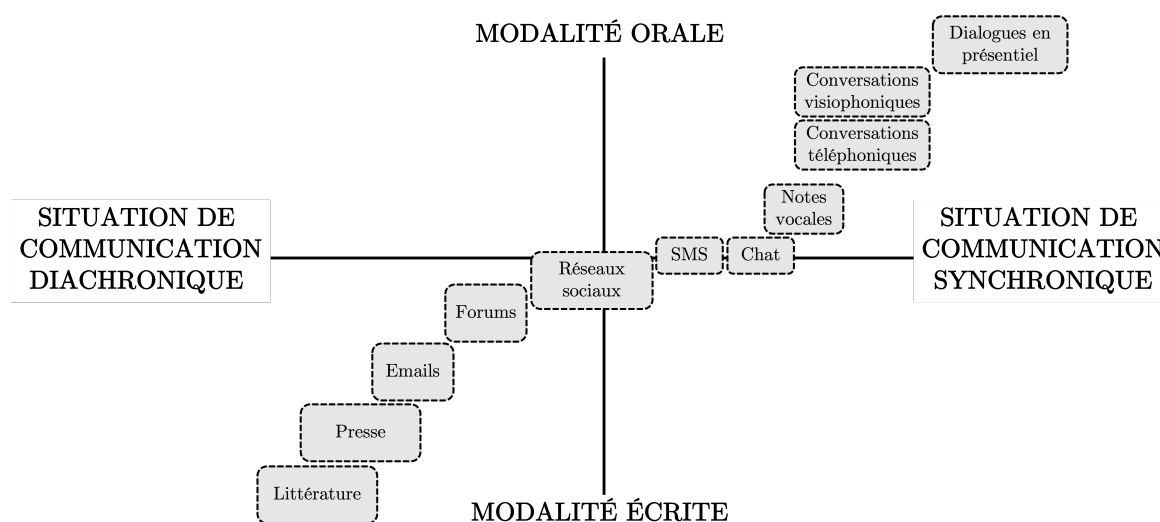 MODALITÉ ORALE
Dialogues en
présentiel
Conversations
visiophoniques
Conversations
téléphoniques
Notes
vocales
SITUATION DE
COMMUNICATION
DIACHRONIQUE
SITUATION DE
COMMUNICATION
SYNCHRONIQUE
SMS
Chat
Réseaux
sociaux
Forums
Emails
Presse
Littérature
MODALITÉ ÉCRITE